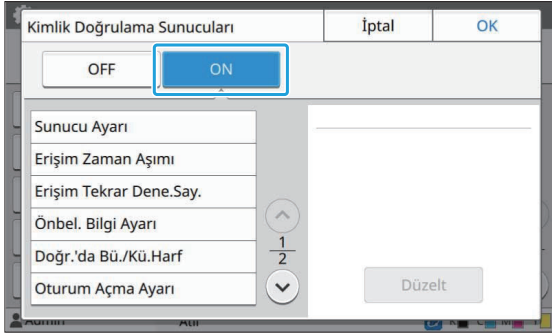 Kimlik Doğrulama Sunucuları İptal OK
OFF ON
Sunucu Ayarı
Erişim Zaman Aşımı
Erişim Tekrar Dene.Say.
Önbel. Bilgi Ayarı
Doğr.'da Bü./Kü.Harf
Oturum Açma Ayarı
1
2
Düzelt
Admin